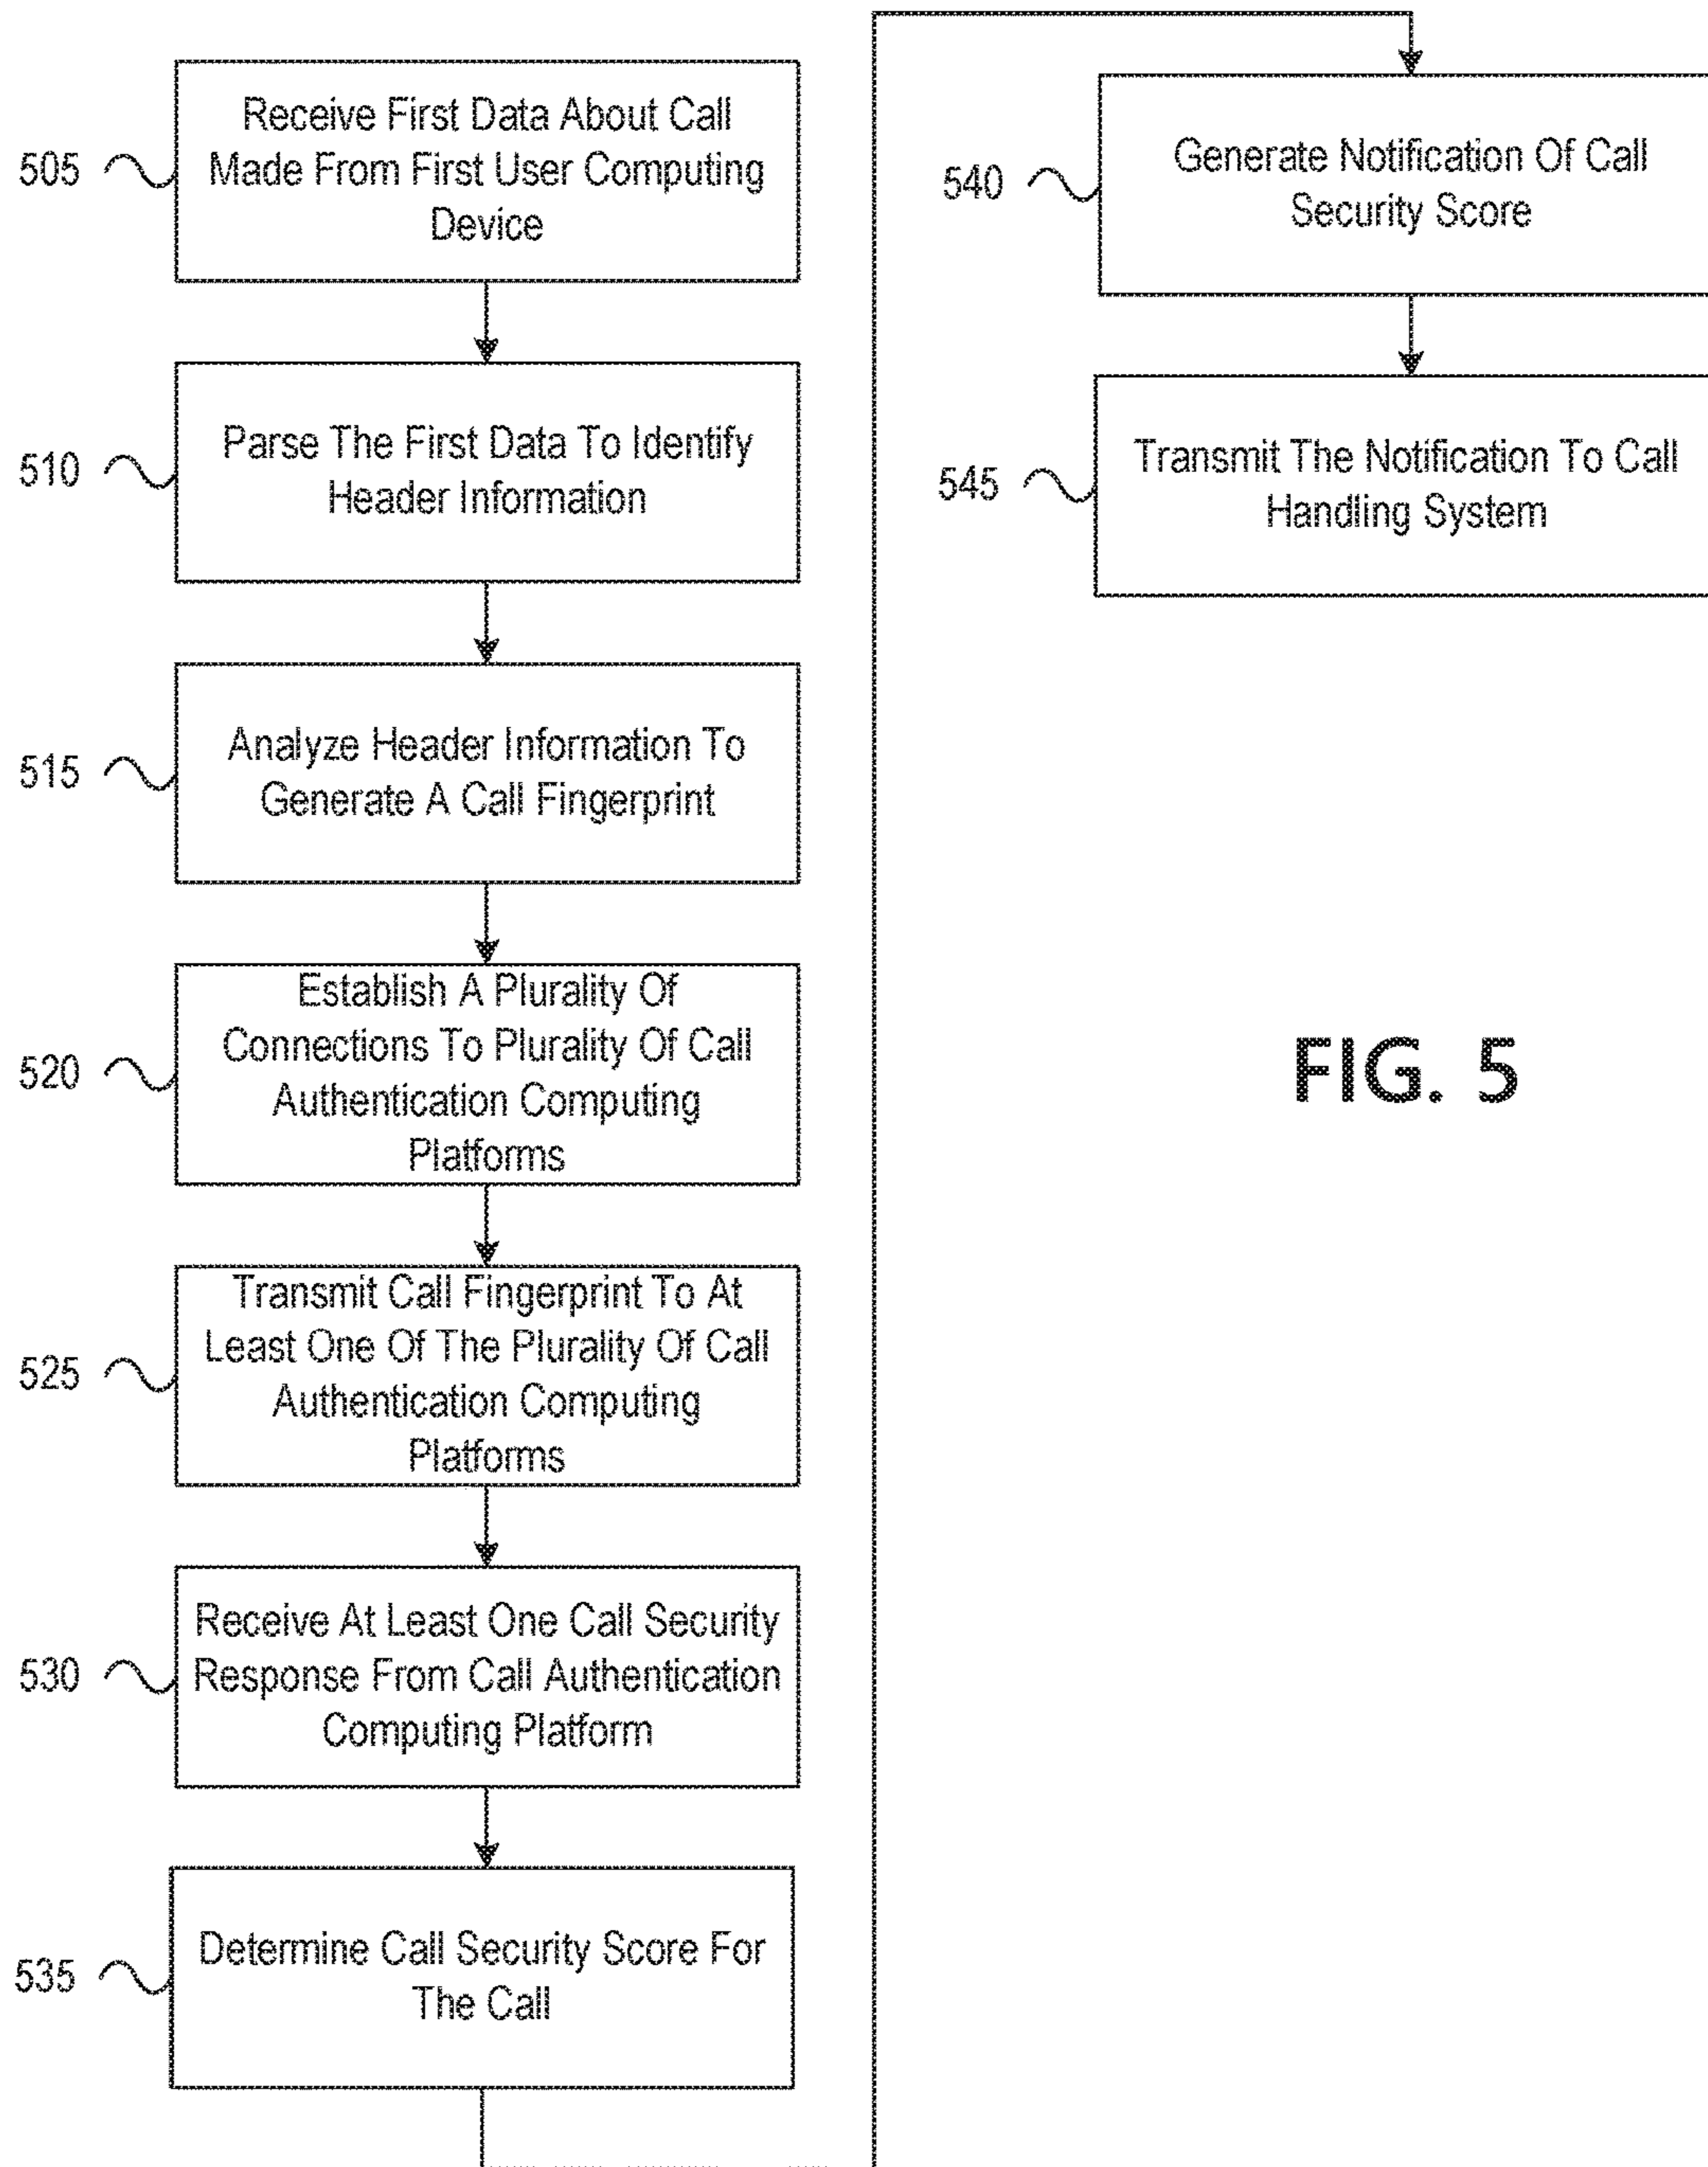 505
Receive First Data About Call
Made From First User Computing
Device
510
Parse The First Data To Identify
Header Information
515
Analyze Header Information To
Generate A Call Fingerprint
520
Establish A Plurality Of
Connections To Plurality Of Call
Authentication Computing
Platforms
525
Transmit Call Fingerprint To At
Least One Of The Plurality Of Call
Authentication Computing
Platforms
530
Receive At Least One Call Security
Response From Call Authentication
Computing Platform
535
Determine Call Security Score For
The Call
540
Generate Notification Of Call
Security Score
545
Transmit The Notification To Call
Handling System
FIG. 5